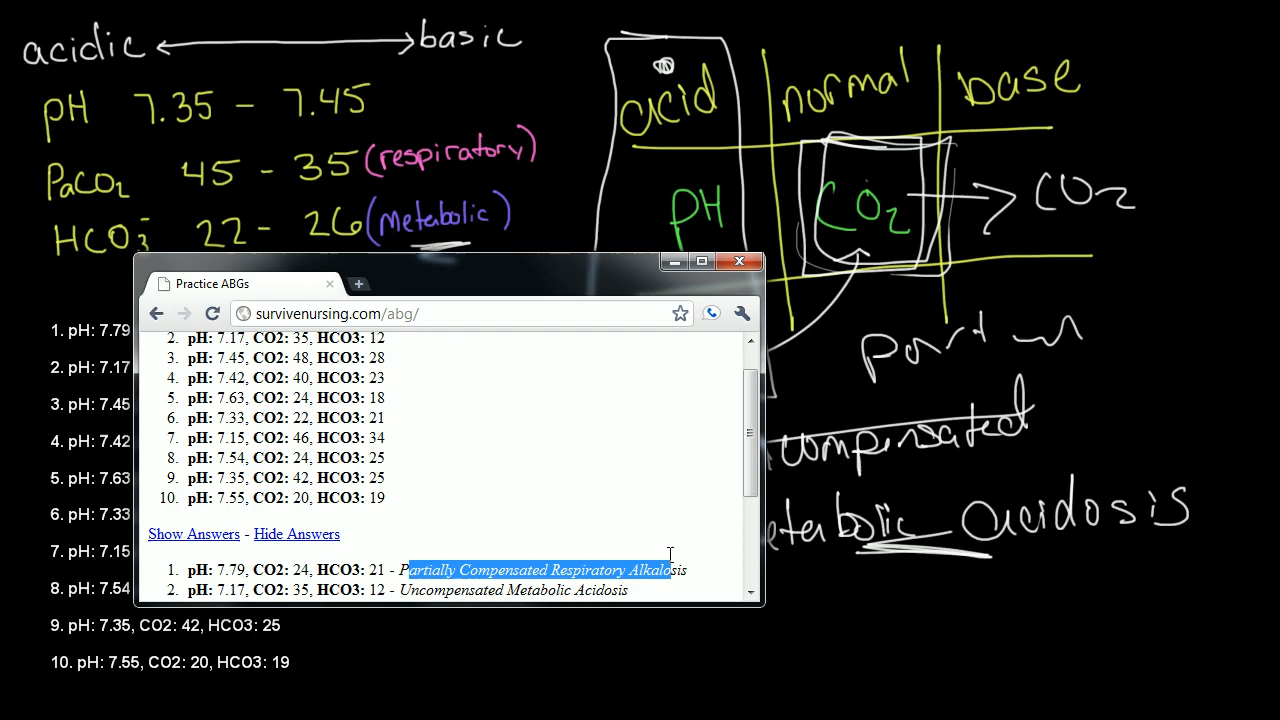 acidic basic
pH 7.35 - 7.45
PaCO2 45 - 35 (respiratory)
HCO3- 22 - 26 (metabolic)
acid normal base
pH CO2 CO2
Practice ABGs
survivenursing.com/abg/
2. pH: 7.17, CO2: 35, HCO3: 12
3. pH: 7.45, CO2: 48, HCO3: 28
4. pH: 7.42, CO2: 40, HCO3: 23
5. pH: 7.63, CO2: 24, HCO3: 18
6. pH: 7.33, CO2: 22, HCO3: 21
7. pH: 7.15, CO2: 46, HCO3: 34
8. pH: 7.54, CO2: 24, HCO3: 25
9. pH: 7.35, CO2: 42, HCO3: 25
10. pH: 7.55, CO2: 20, HCO3: 19
Show Answers - Hide Answers
1. pH: 7.79, CO2: 24, HCO3: 21 - Partially Compensated Respiratory Alkalosis
2. pH: 7.17, CO2: 35, HCO3: 12 - Uncompensated Metabolic Acidosis
1. pH: 7.79
2. pH: 7.17
3. pH: 7.45
4. pH: 7.42
5. pH: 7.63
6. pH: 7.33
7. pH: 7.15
8. pH: 7.54
9. pH: 7.35, CO2: 42, HCO3: 25
10. pH: 7.55, CO2: 20, HCO3: 19
part un
compensated
etabolic acidosis